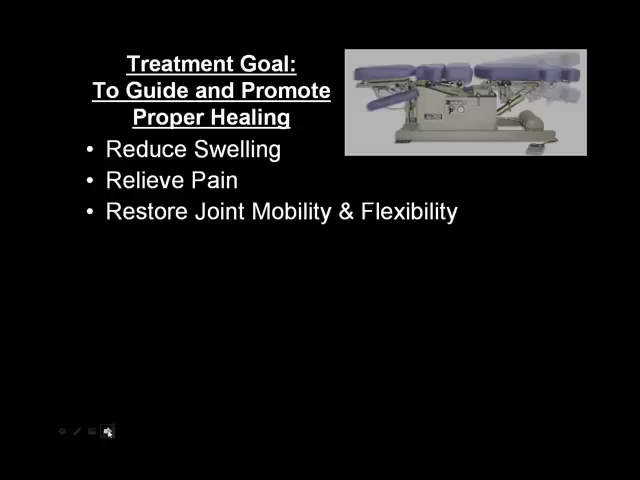 Treatment Goal:
To Guide and Promote
Proper Healing
• Reduce Swelling
• Relieve Pain
• Restore Joint Mobility & Flexibility